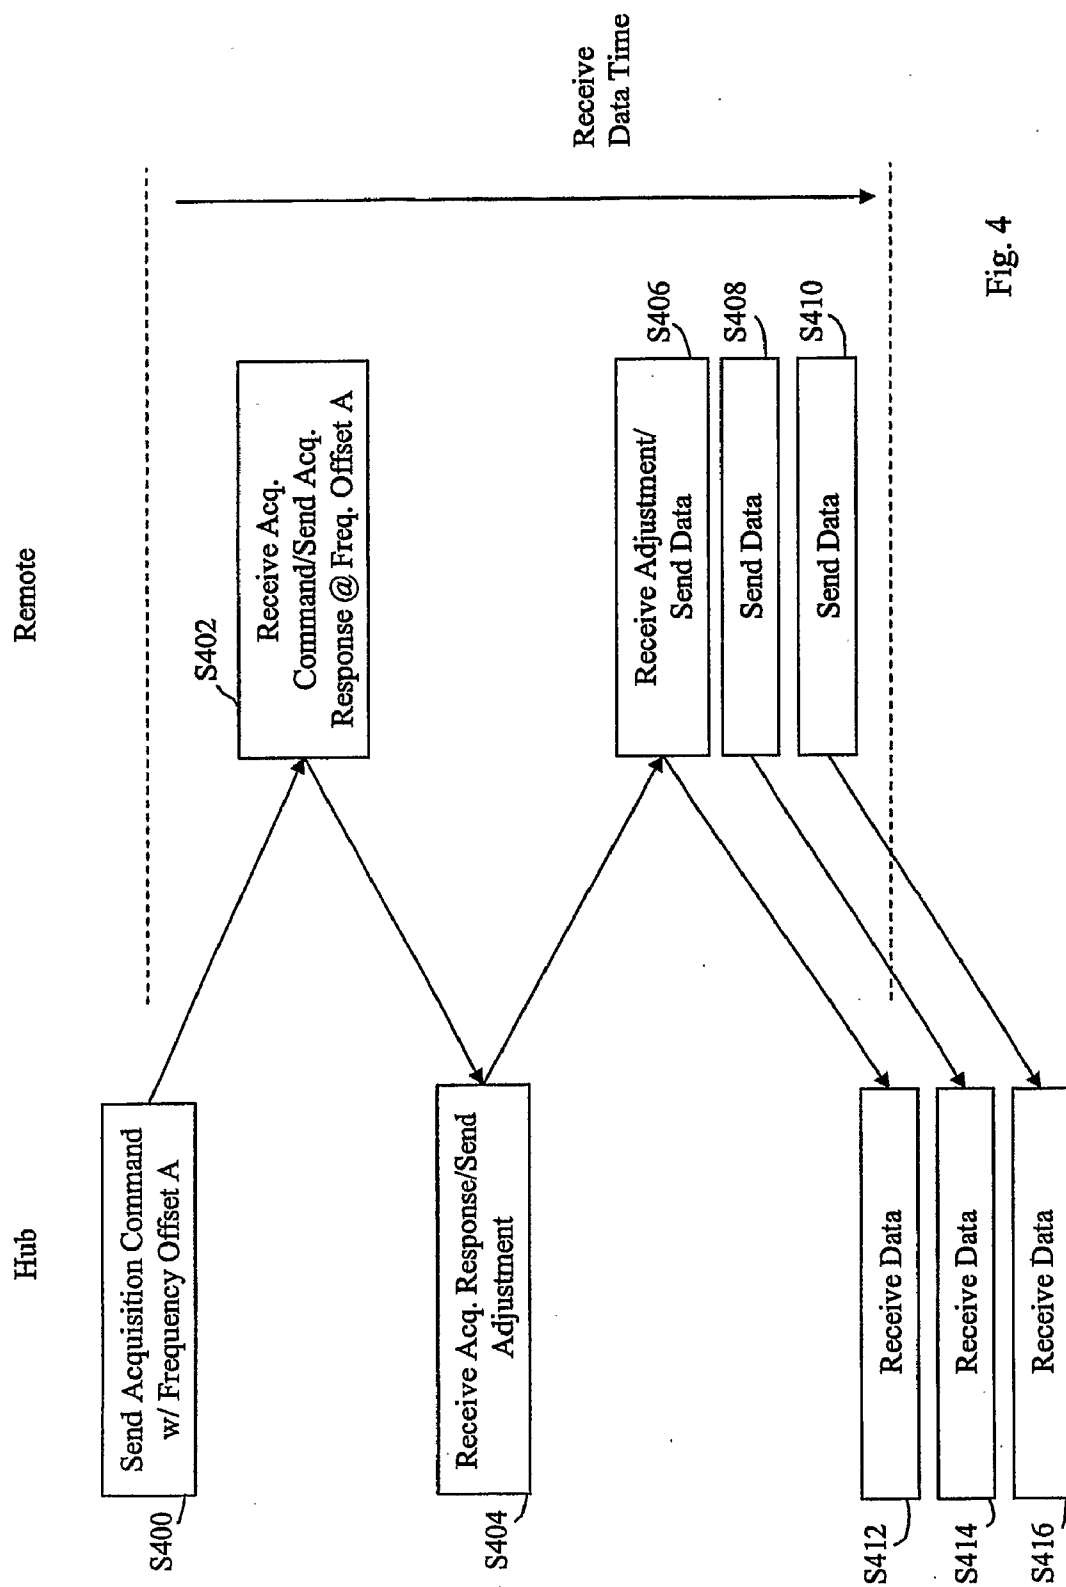 Hub
Remote
Send Acquisition Command
w/ Frequency Offset A
S400
S402
Receive Acq.
Command/Send Acq.
Response @ Freq. Offset A
Receive Acq. Response/Send
Adjustment
S404
Receive Adjustment/
Send Data
S406
Send Data
S408
Send Data
S410
Receive Data
S412
Receive Data
S414
Receive Data
S416
Receive
Data Time
Fig. 4